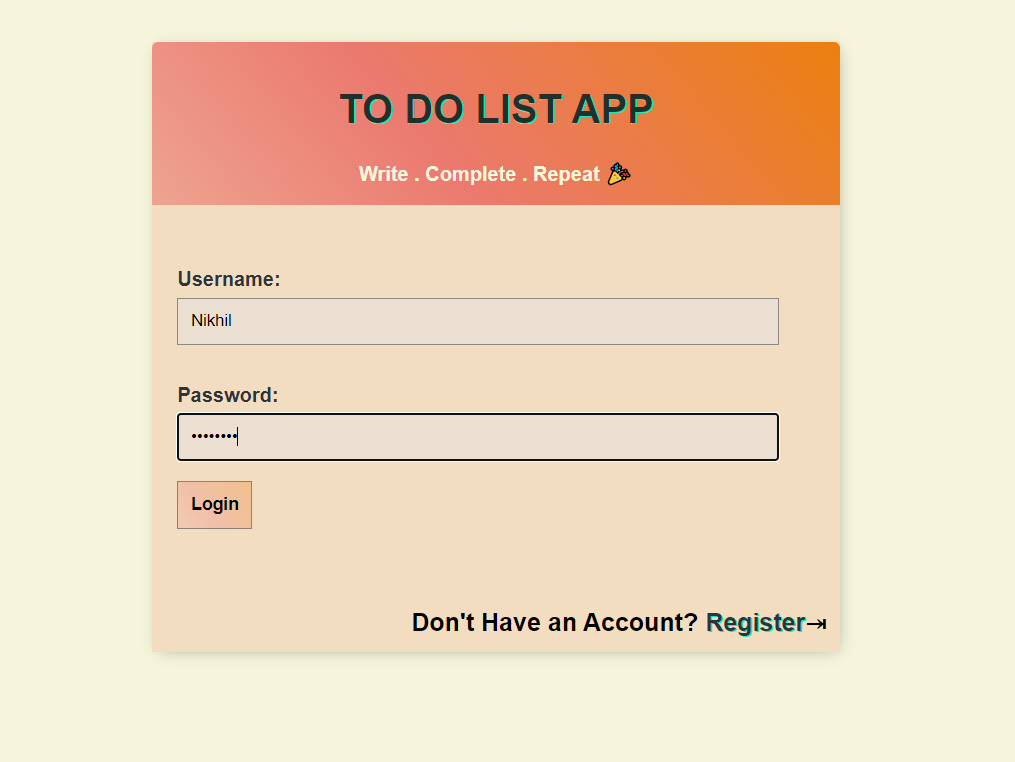 TO DO LIST APP
Write . Complete . Repeat 🎉
Username:
Nikhil
Password:
••••••••
Login
Don't Have an Account? Register⇥